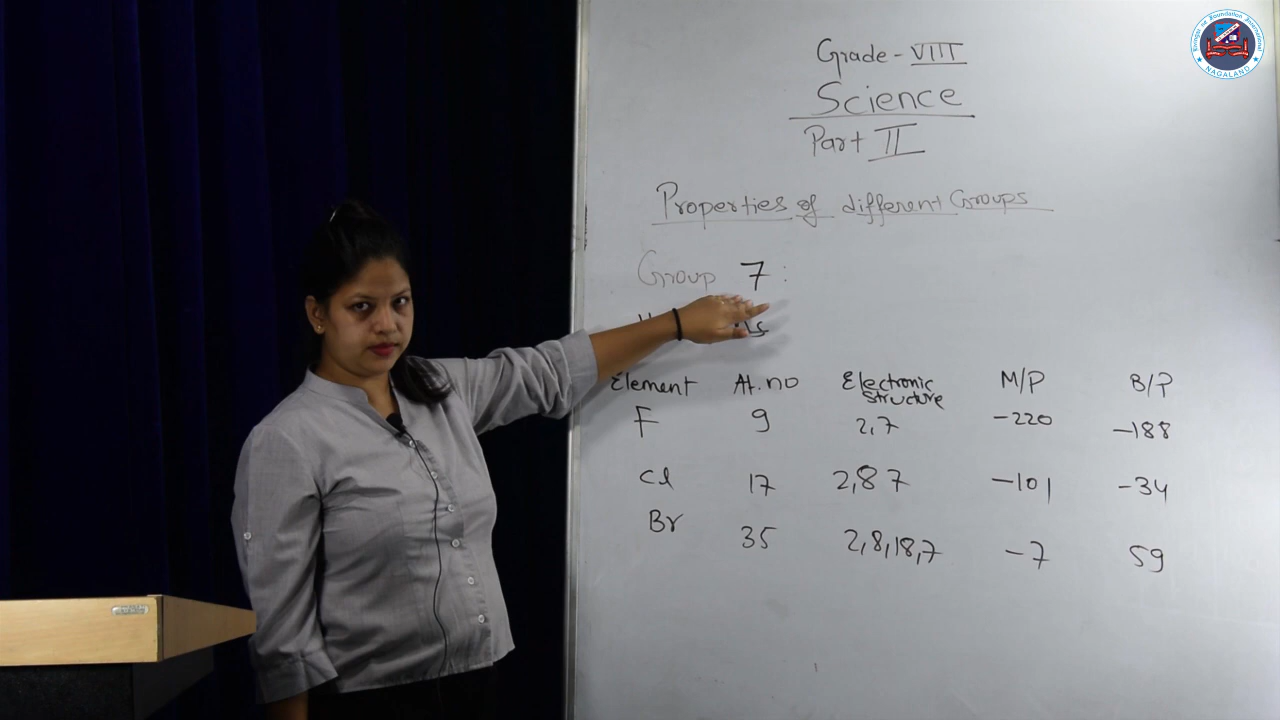 Grade - VIII
Science
Part II
Properties of different Groups
Group 7 :
Element At. no Electronic Structure M/P B/P
F 9 2,7 -220 -188
Cl 17 2,8 7 -101 -34
Br 35 2,8,18,7 -7 59
NAGALAND